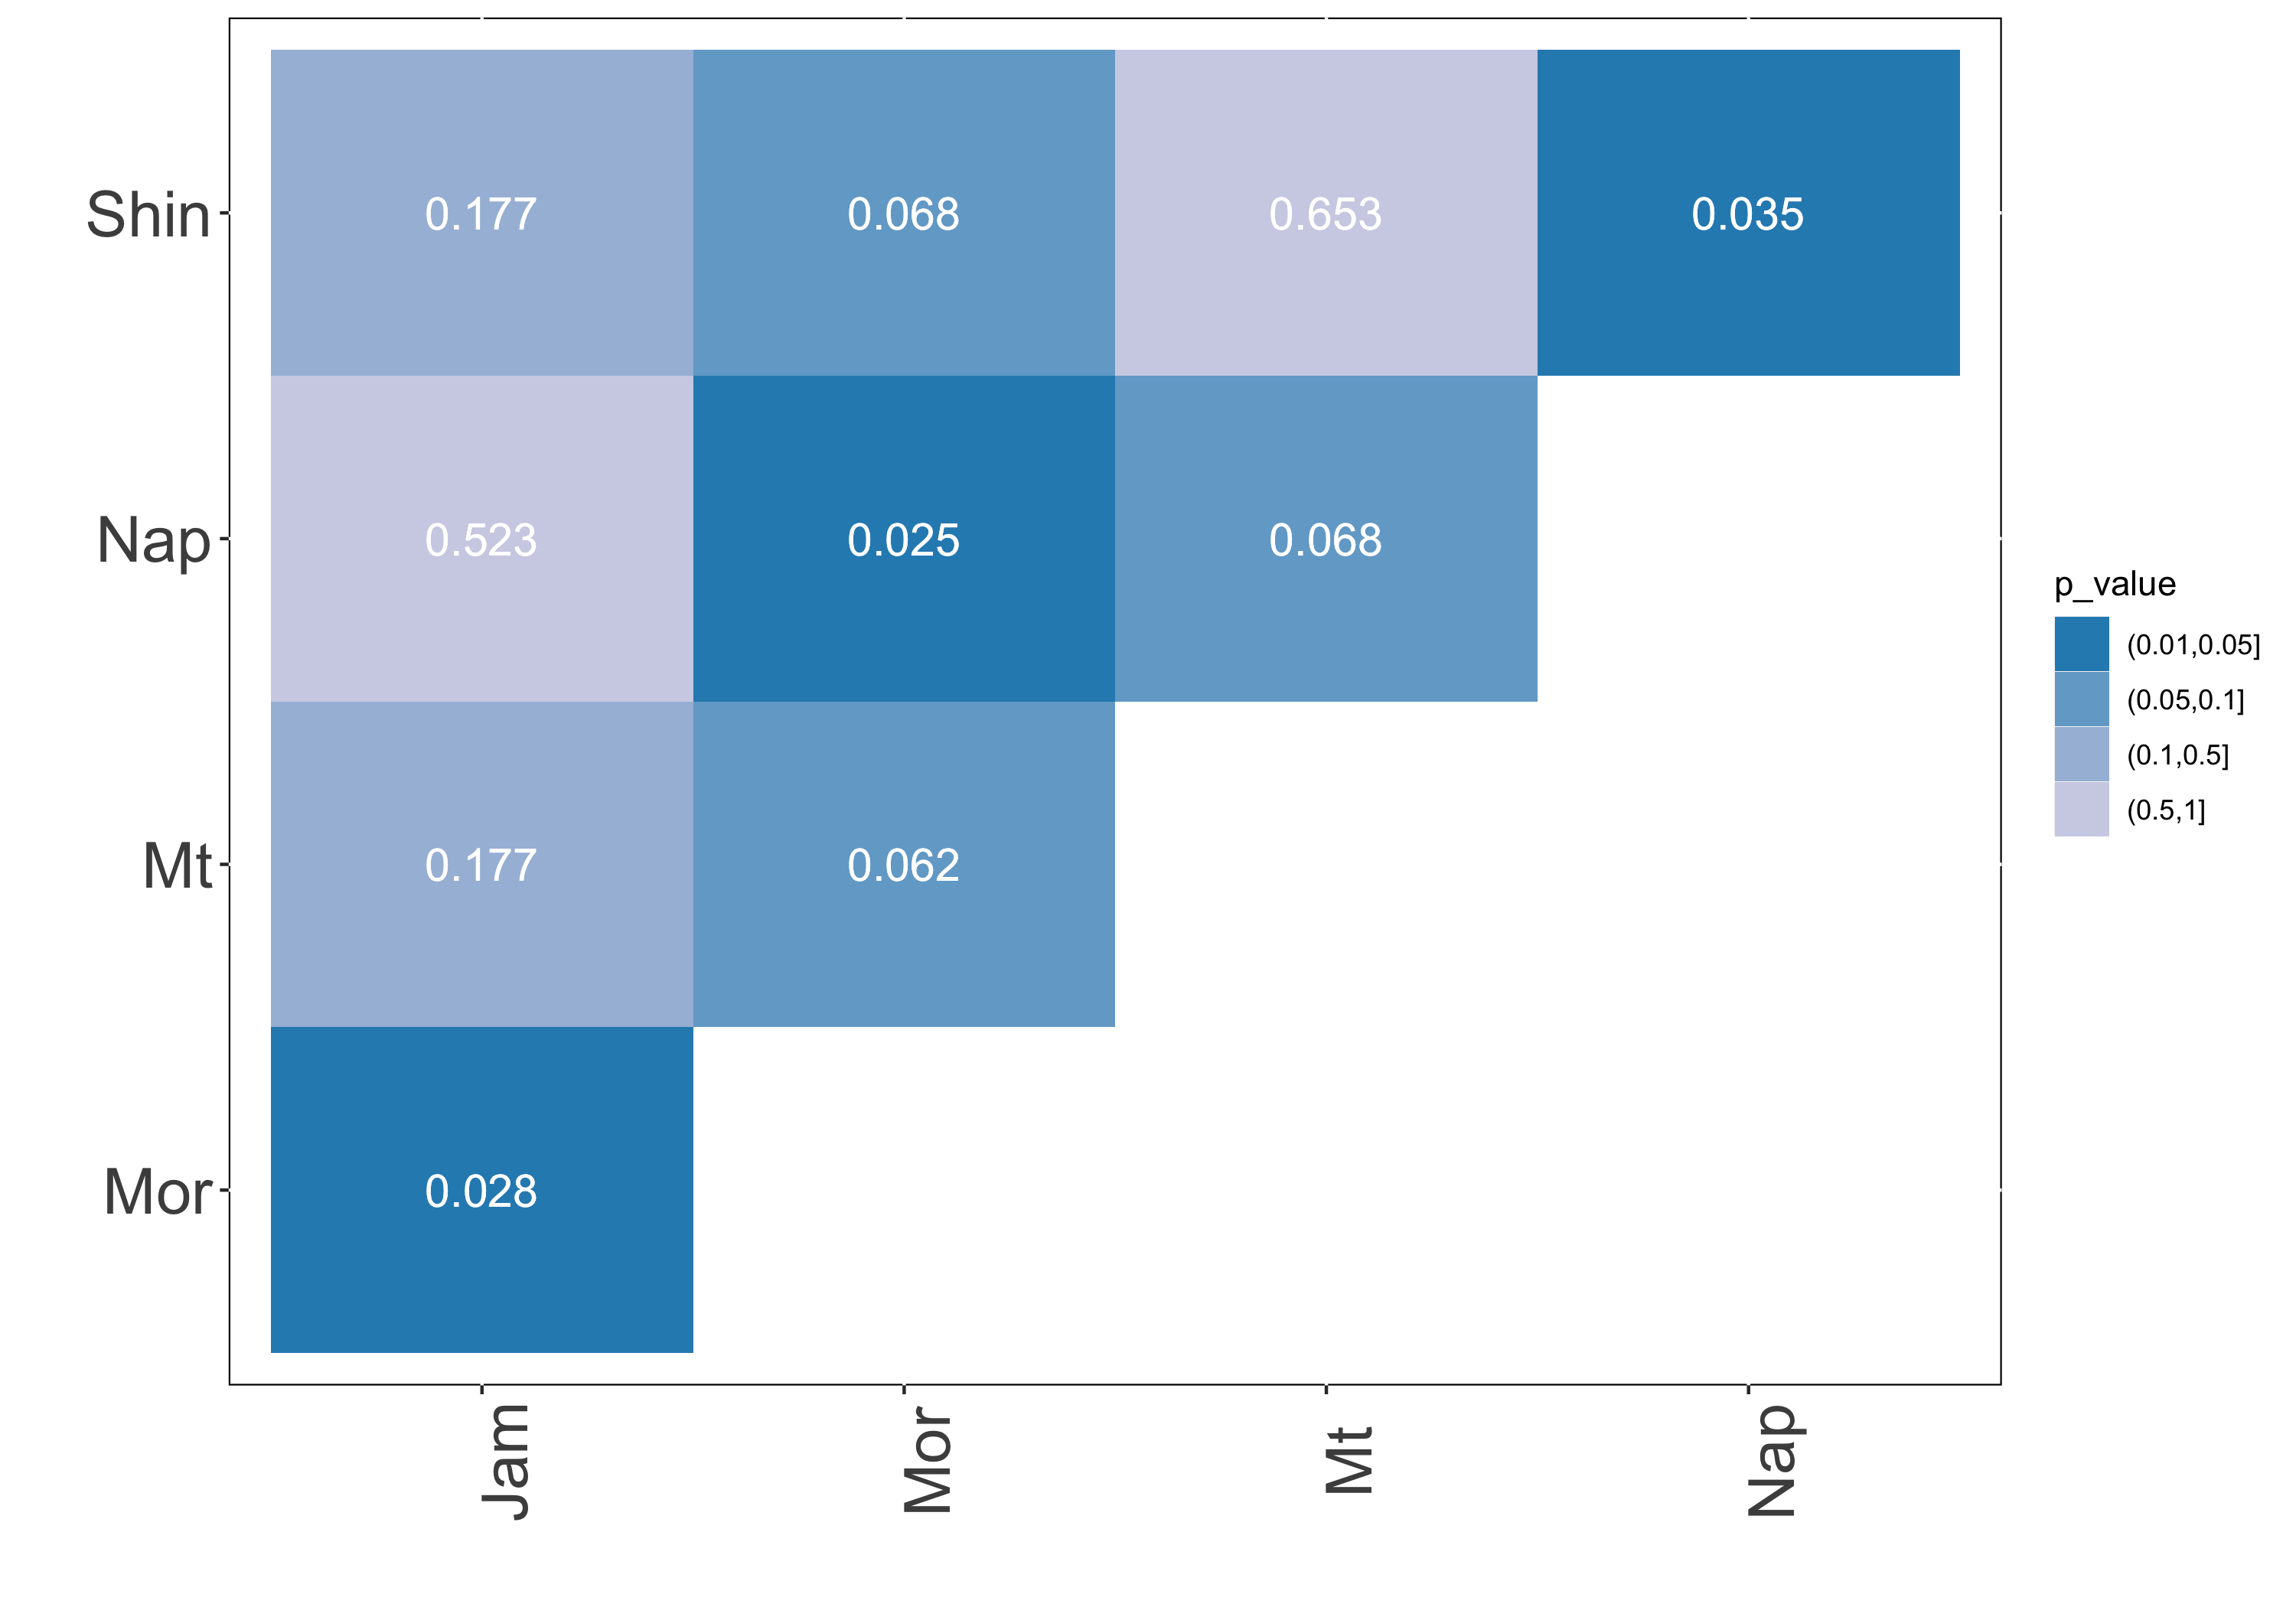 Shin 0.177 0.068 0.653 0.035
Nap 0.523 0.025 0.068
Mt 0.177 0.062
Mor 0.028
Jam Mor Mt Nap
p_value
(0.01,0.05]
(0.05,0.1]
(0.1,0.5]
(0.5,1]